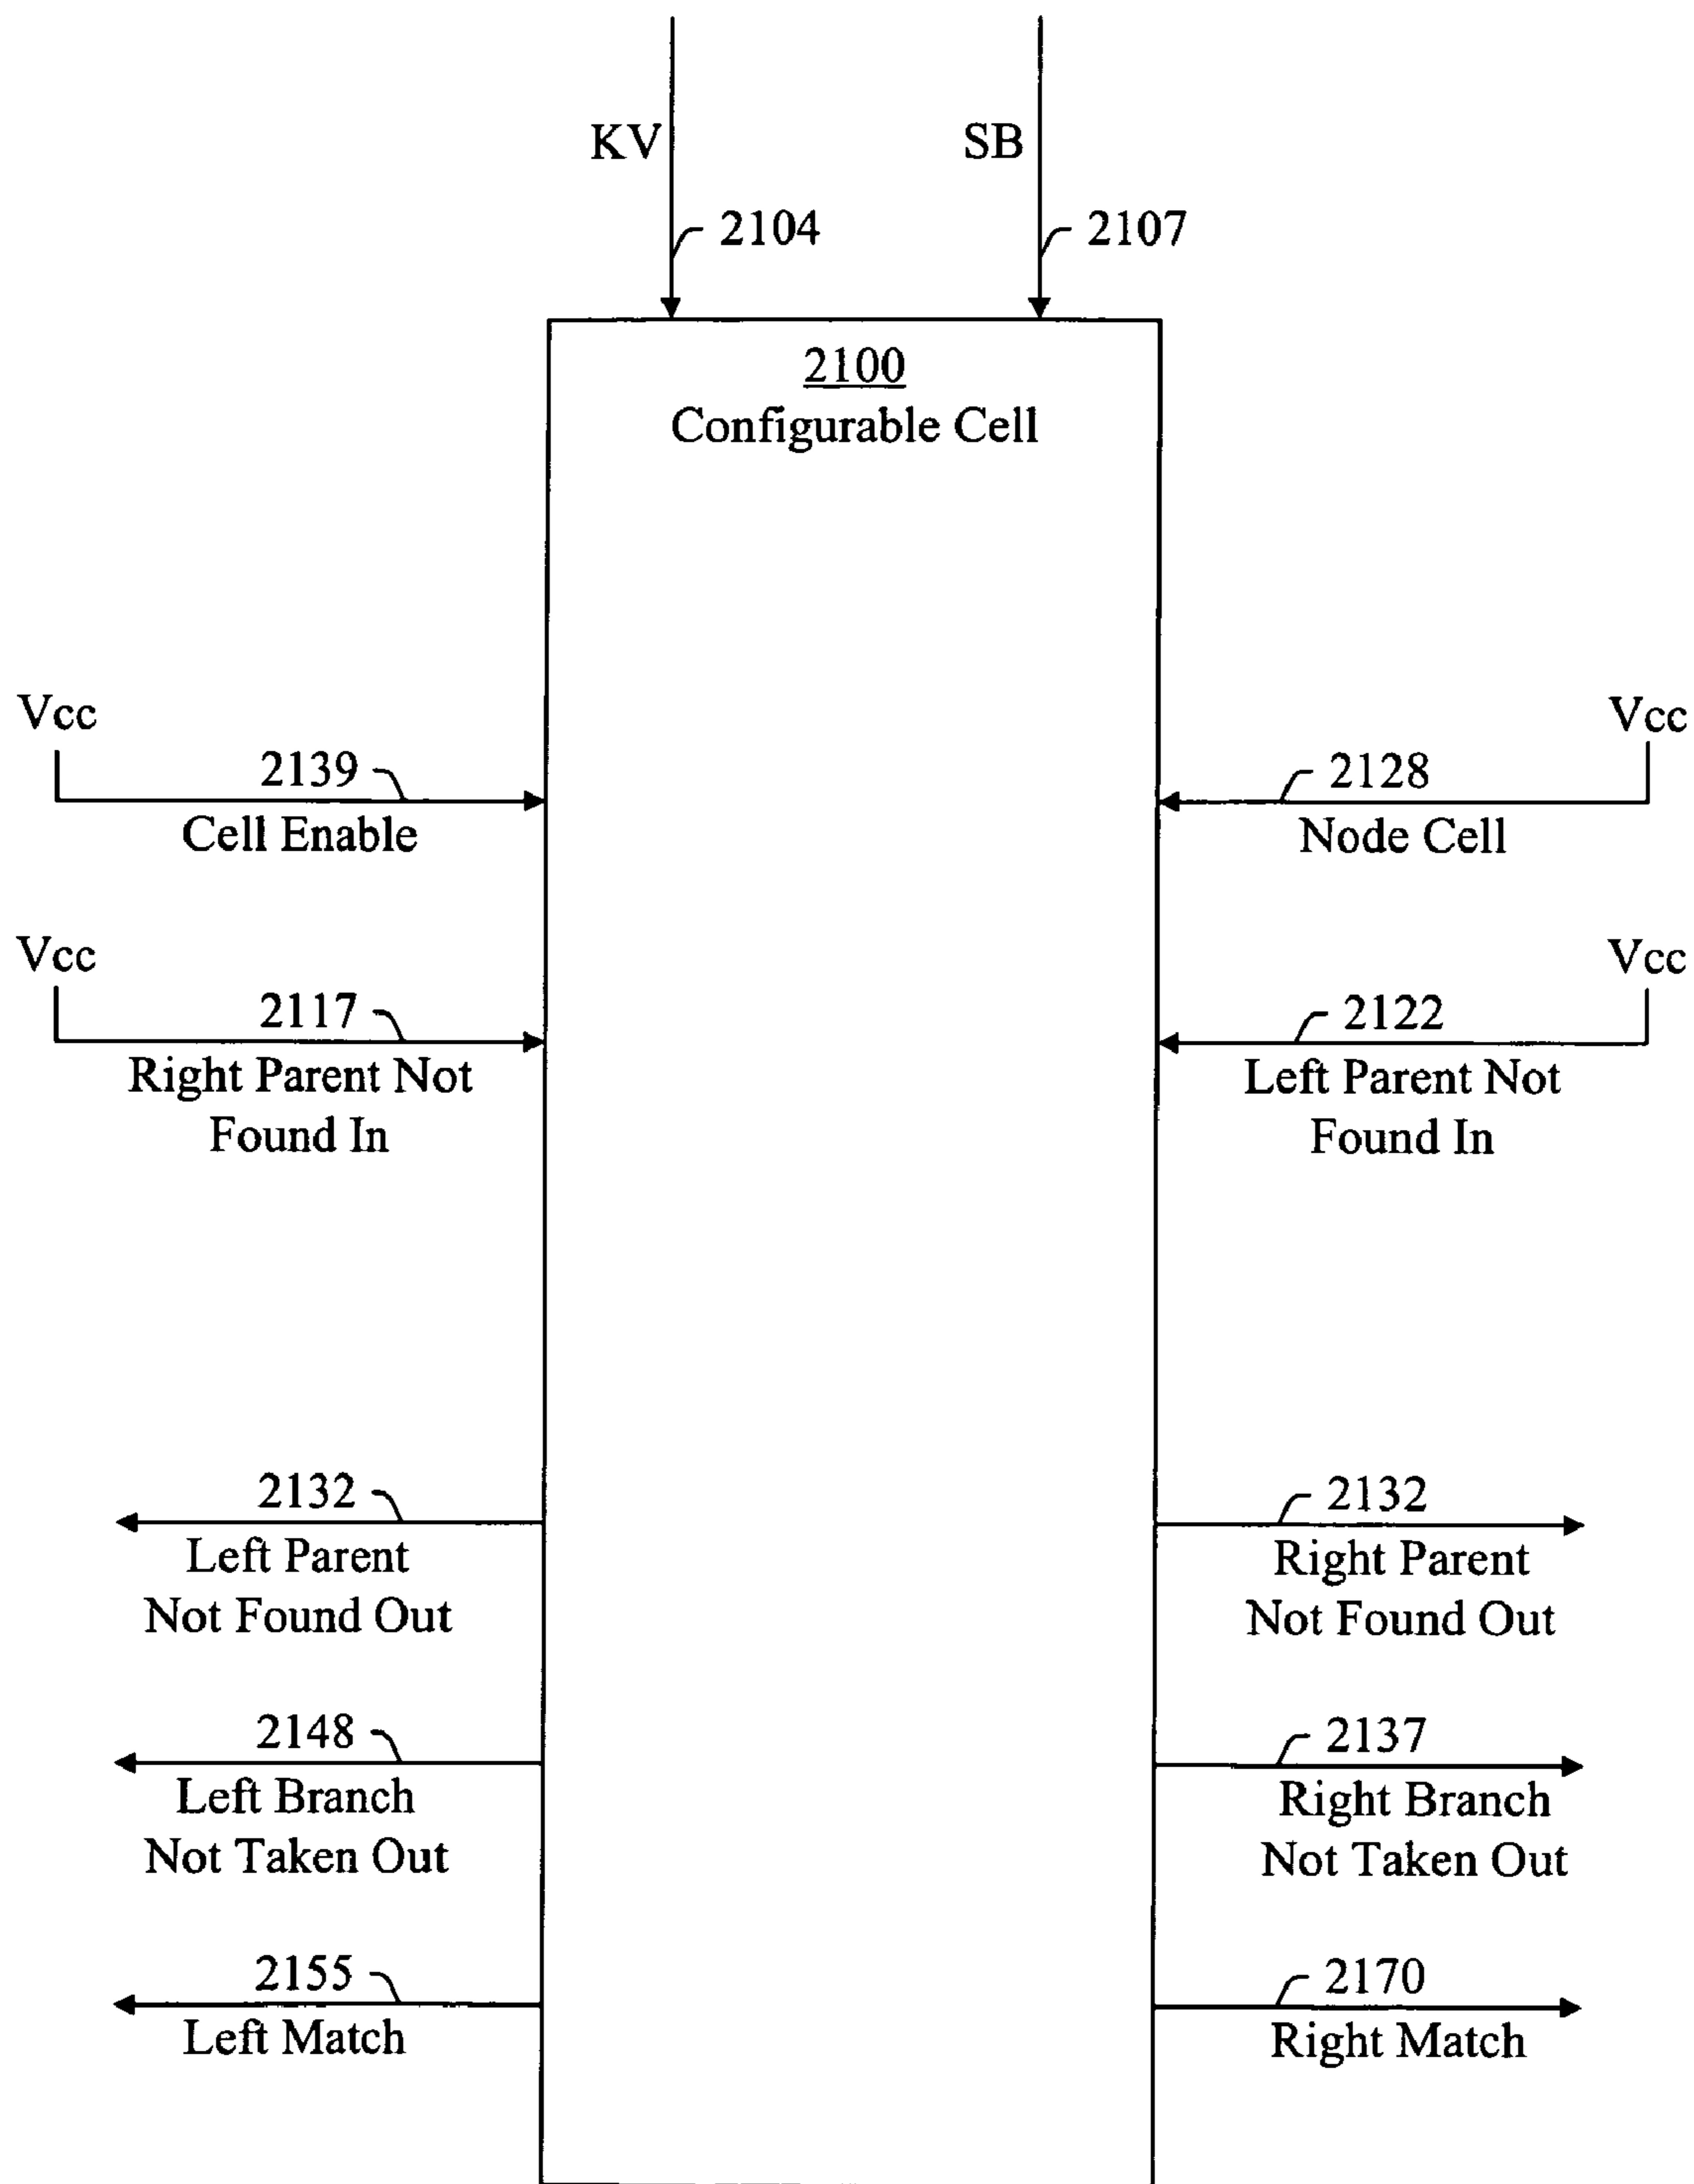 KV
SB
2104
2107
2100
Configurable Cell
Vcc
Vcc
2139
2128
Cell Enable
Node Cell
Vcc
Vcc
2117
2122
Right Parent Not
Found In
Left Parent Not
Found In
2132
2132
Left Parent
Not Found Out
Right Parent
Not Found Out
2148
2137
Left Branch
Not Taken Out
Right Branch
Not Taken Out
2155
2170
Left Match
Right Match